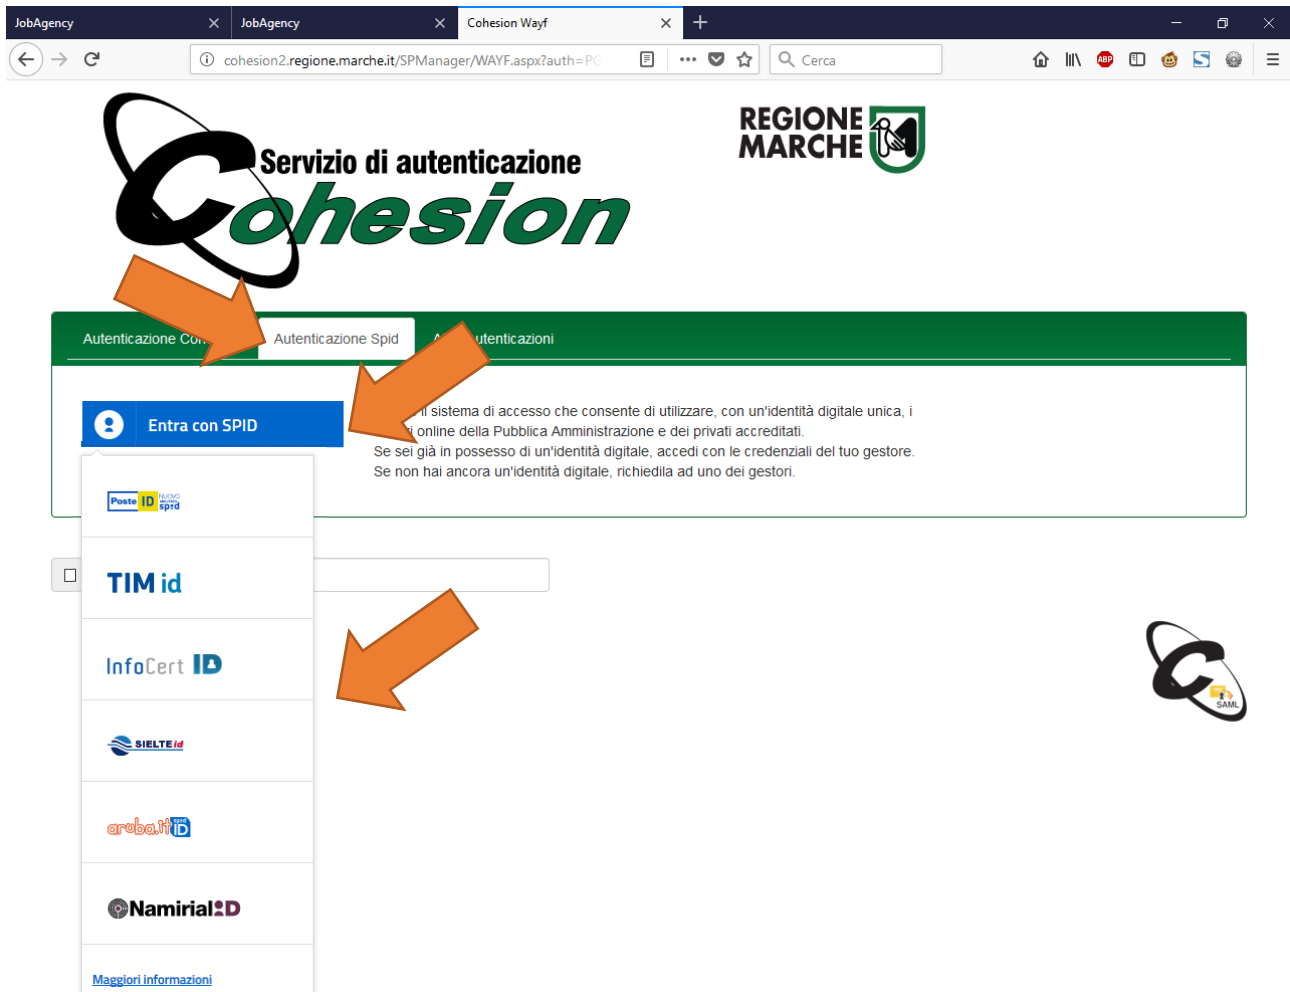 JobAgency
JobAgency
Cohesion Wayf
cohesion2.regione.marche.it/SPManager/WAYF.aspx?auth=PG
Cerca
ABP
Servizio di autenticazione
Cohesion
REGIONE
MARCHE
Autenticazione
Autenticazione Spid
Entra con SPID
il sistema di accesso che consente di utilizzare, con un'identità digitale unica, i
online della Pubblica Amministrazione e dei privati accreditati.
Se sei già in possesso di un'identità digitale, accedi con le credenziali del tuo gestore.
Se non hai ancora un'identità digitale, richiedila ad uno dei gestori.
Poste ID NUOVO
spid
TIM id
InfoCert ID
SIELTE id
aruba.it spid ID
Namirial ID
Maggiori informazioni
SAML